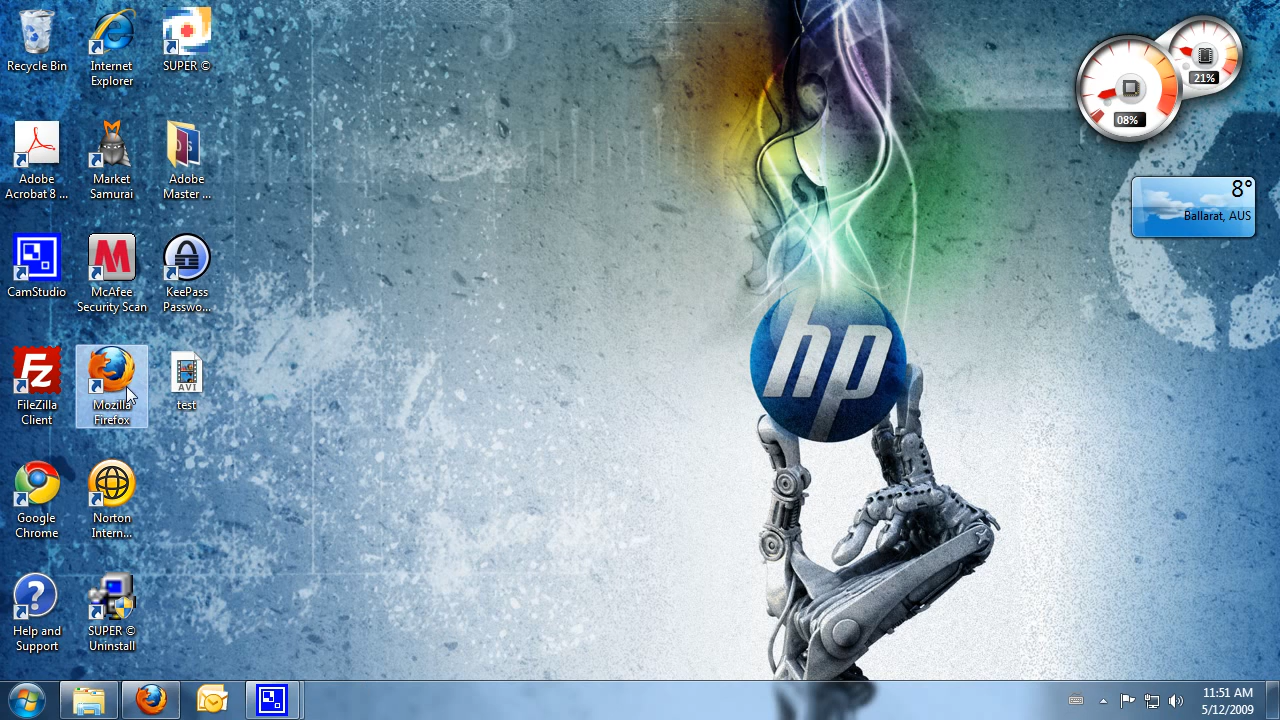 Recycle Bin
Internet
Explorer
SUPER ©
Adobe
Acrobat 8 ...
Market
Samurai
Adobe
Master ...
CamStudio
McAfee
Security Scan
KeePass
Passwo...
FileZilla
Client
Mozilla
Firefox
AVI
test
Google
Chrome
Norton
Intern...
Help and
Support
SUPER ©
Uninstall
hp
21%
08%
8°
Ballarat, AUS
11:51 AM
5/12/2009